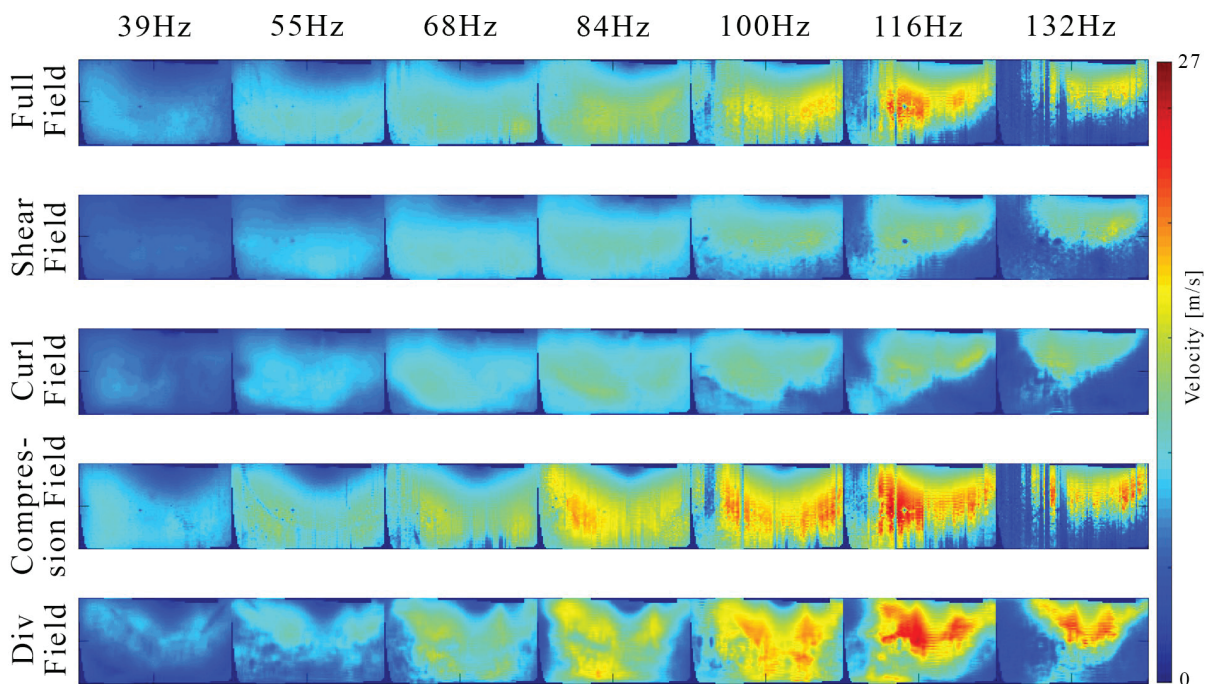 39Hz 55Hz 68Hz 84Hz 100Hz 116Hz 132Hz
27
Full
Field
Shear
Field
Curl
Field
Velocity [m/s]
Compres-
sion Field
Div
Field
0